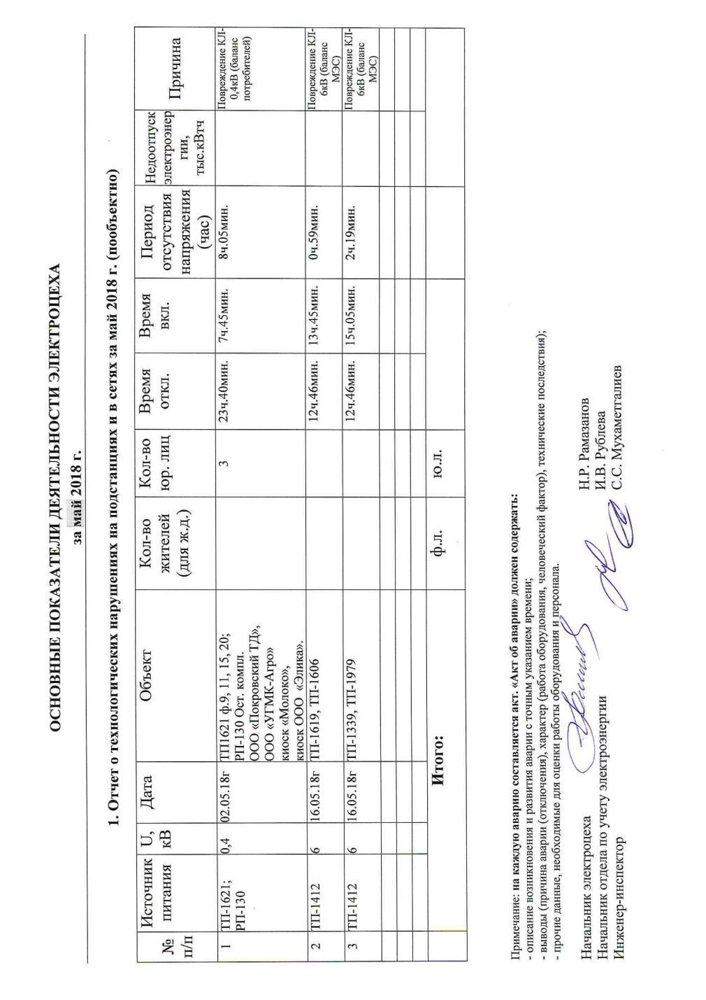 ОСНОВНЫЕ ПОКАЗАТЕЛИ ДЕЯТЕЛЬНОСТИ ЭЛЕКТРОЦЕХА
за май 2018 г.
1. Отчет о технологических нарушениях на подстанциях и в сетях за май 2018 г. (пообъектно)
№ п/п
Источник питания
U, кВ
Дата
Объект
Кол-во жителей (для ж.д.)
Кол-во юр. лиц
Время откл.
Время вкл.
Период отсутствия напряжения (час)
Недоотпуск электроэнер гии, тыс.кВтч
Причина
1
ТП-1621;
РП-130
0,4
02.05.18г
ТП1621 ф.9, 11, 15, 20;
РП-130 Ост. компл.
ООО «Покровский ТД»,
ООО «УГМК-Агро»
киоск «Молоко»,
киоск ООО «Элика».
3
23ч.40мин.
7ч.45мин.
8ч.05мин.
Повреждение КЛ-
0,4кВ (баланс
потребителей)
2
ТП-1412
6
16.05.18г
ТП-1619, ТП-1606
12ч.46мин.
13ч.45мин.
0ч.59мин.
Повреждение КЛ-
6кВ (баланс
МЭС)
3
ТП-1412
6
16.05.18г
ТП-1339, ТП-1979
12ч.46мин.
15ч.05мин.
2ч.19мин.
Повреждение КЛ-
6кВ (баланс
МЭС)
Итого:
ф.л.
ю.л.
Примечание: на каждую аварию составляется акт. «Акт об аварии» должен содержать:
- описание возникновения и развития аварии с точным указанием времени;
- выводы (причина аварии (отключения), характер (работа оборудования, человеческий фактор), технические последствия);
- прочие данные, необходимые для оценки работы оборудования и персонала.
Начальник электроцеха Н.Р. Рамазанов
Начальник отдела по учету электроэнергии И.В. Рублева
Инженер-инспектор С.С. Мухаметгалиев